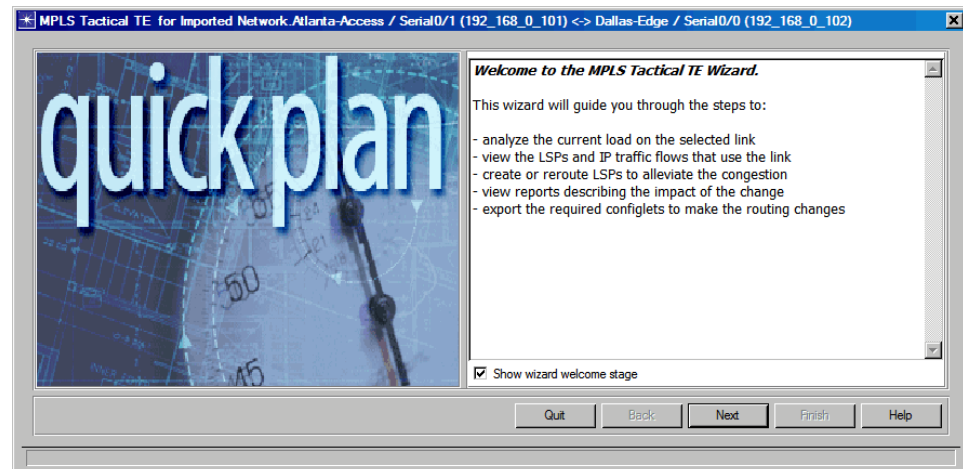 MPLS Tactical TE for Imported Network.Atlanta-Access / Serial0/1 (192_168_0_101) <-> Dallas-Edge / Serial0/0 (192_168_0_102)
quick plan
60
50
45
Welcome to the MPLS Tactical TE Wizard.
This wizard will guide you through the steps to:
- analyze the current load on the selected link
- view the LSPs and IP traffic flows that use the link
- create or reroute LSPs to alleviate the congestion
- view reports describing the impact of the change
- export the required configlets to make the routing changes
Show wizard welcome stage
Quit Back Next Finish Help